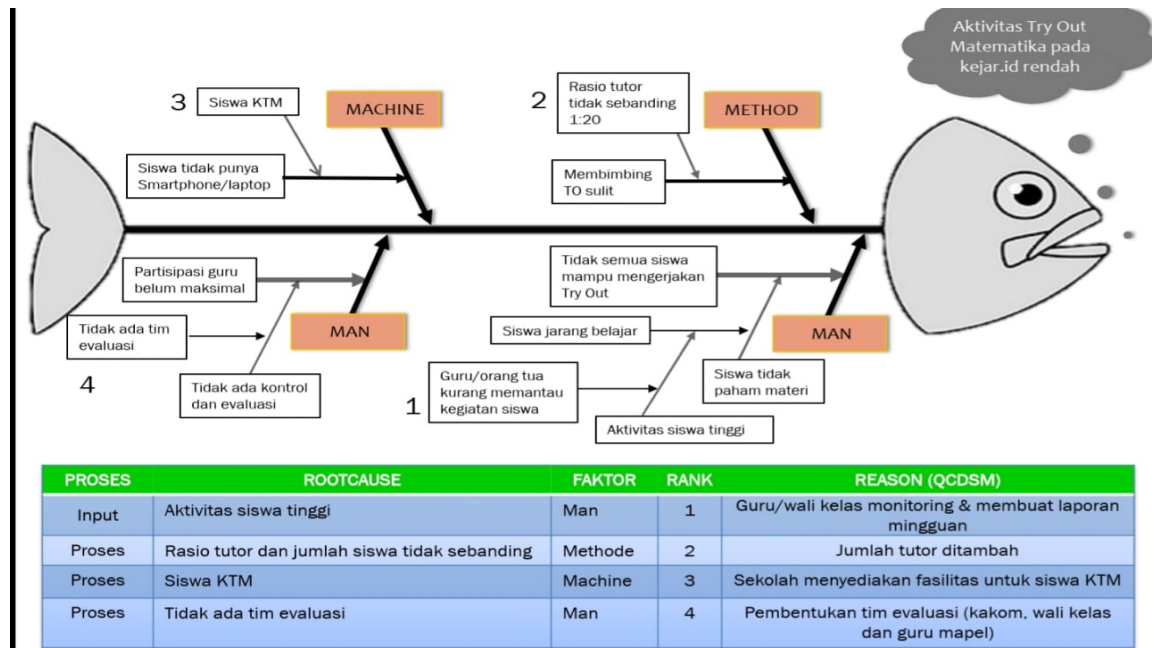 Aktivitas Try Out
Matematika pada
kejar.id rendah
3
Siswa KTM
MACHINE
2
Rasio tutor
tidak sebanding
1:20
METHOD
Siswa tidak punya
Smartphone/laptop
Membimbing
TO sulit
Partisipasi guru
belum maksimal
Tidak semua siswa
mampu mengerjakan
Try Out
Tidak ada tim
evaluasi
MAN
Siswa jarang belajar
MAN
4
Tidak ada kontrol
dan evaluasi
1
Guru/orang tua
kurang memantau
kegiatan siswa
Siswa tidak
paham materi
Aktivitas siswa tinggi
PROSES ROOTCAUSE FAKTOR RANK REASON (QCDSM)
Input Aktivitas siswa tinggi Man 1 Guru/wali kelas monitoring & membuat laporan
mingguan
Proses Rasio tutor dan jumlah siswa tidak sebanding Methode 2 Jumlah tutor ditambah
Proses Siswa KTM Machine 3 Sekolah menyediakan fasilitas untuk siswa KTM
Proses Tidak ada tim evaluasi Man 4 Pembentukan tim evaluasi (kakom, wali kelas
dan guru mapel)